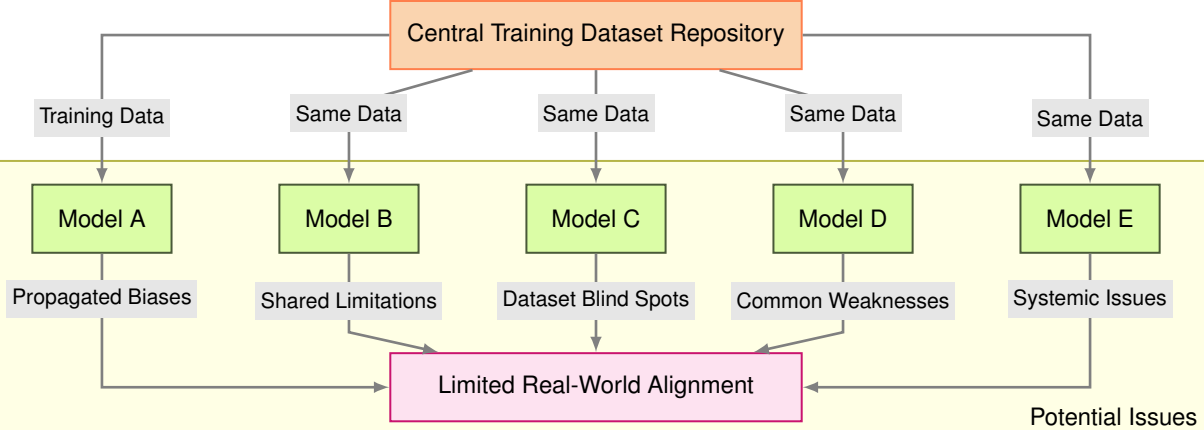 Central Training Dataset Repository
Training Data
Same Data
Same Data
Same Data
Same Data
Model A
Model B
Model C
Model D
Model E
Propagated Biases
Shared Limitations
Dataset Blind Spots
Common Weaknesses
Systemic Issues
Limited Real-World Alignment
Potential Issues